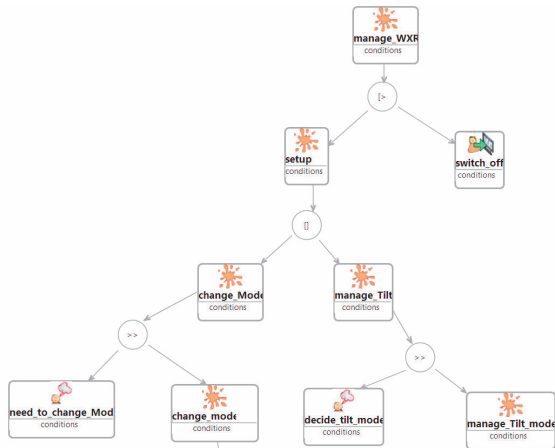 manage_WXR
conditions
[>
setup
conditions
switch_off
conditions
[]
change_Mode
conditions
manage_Tilt
conditions
>>
>>
need_to_change_Mod
conditions
change_mode
conditions
decide_tilt_mode
conditions
manage_Tilt_mode
conditions